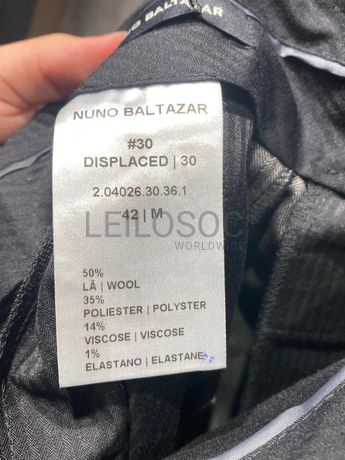 NO BALTAZAR
NUNO BALTAZAR
#30
DISPLACED | 30
2.04026.30.36.1
42 | M
LEILOSOC
WORLDWIDE
50%
LÃ | WOOL
35%
POLIESTER | POLYSTER
14%
VISCOSE | VISCOSE
1%
ELASTANO | ELASTANE